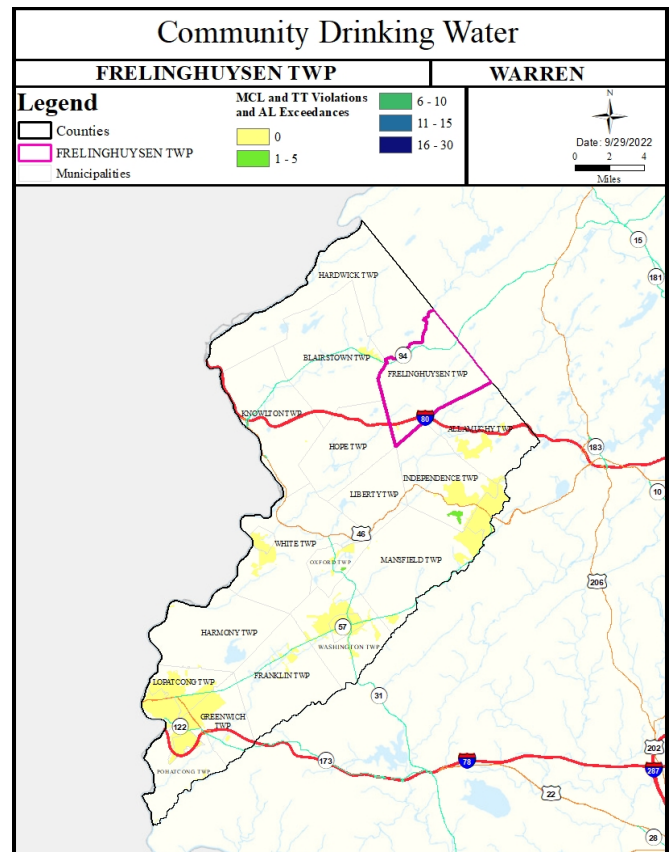 Community Drinking Water
FRELINGHUYSEN TWP
WARREN
Legend
Counties
FRELINGHUYSEN TWP
Municipalities
MCL and TT Violations
and AL Exceedances
0
1 - 5
6 - 10
11 - 15
16 - 30
N
Date: 9/29/2022
0 2 4
Miles
15
181
HARDWICK TWP
94
BLAIRSTOWN TWP
FRELINGHUYSEN TWP
KNOWLTON TWP
80
ALLAMUCHY TWP
HOPE TWP
183
INDEPENDENCE TWP
10
LIBERTY TWP
46
WHITE TWP
OXFORD TWP
MANSFIELD TWP
206
57
HARMONY TWP
WASHINGTON TWP
FRANKLIN TWP
LOPATCONG TWP
31
GREENWICH
TWP
122
202
173
78
POHATCONG TWP
287
22
28